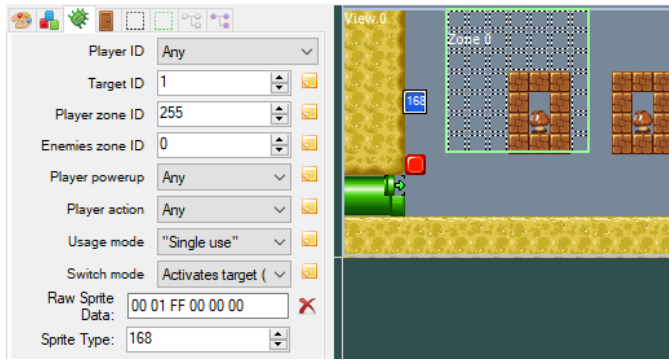 Player ID Any
Target ID 1
Player zone ID 255
Enemies zone ID 0
Player powerup Any
Player action Any
Usage mode "Single use"
Switch mode Activates target (
Raw Sprite
Data: 00 01 FF 00 00 00
Sprite Type: 168
View 0
Zone 0
168